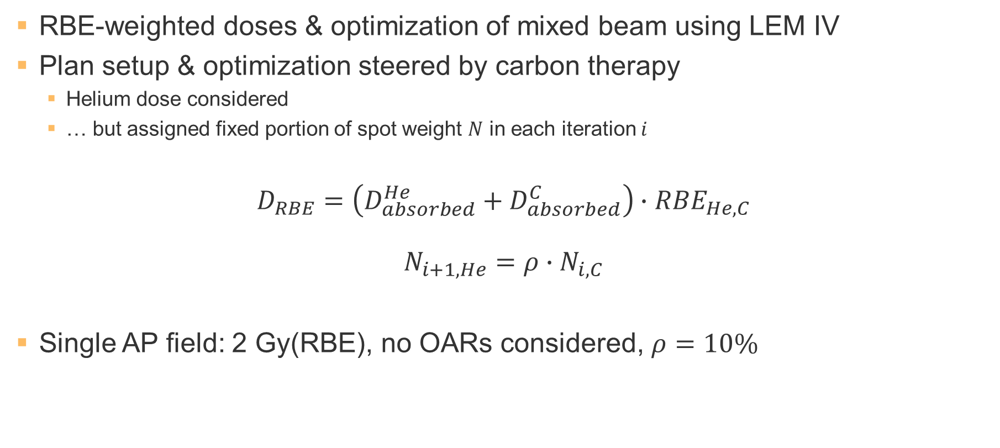 ▪ RBE-weighted doses & optimization of mixed beam using LEM IV
▪ Plan setup & optimization steered by carbon therapy
▪ Helium dose considered
▪ … but assigned fixed portion of spot weight $N$ in each iteration $i$
$D_{RBE} = \left(D_{absorbed}^{He} + D_{absorbed}^{C}\right) \cdot RBE_{He,C}$
$N_{i+1,He} = \rho \cdot N_{i,C}$
▪ Single AP field: 2 Gy(RBE), no OARs considered, $\rho = 10\%$